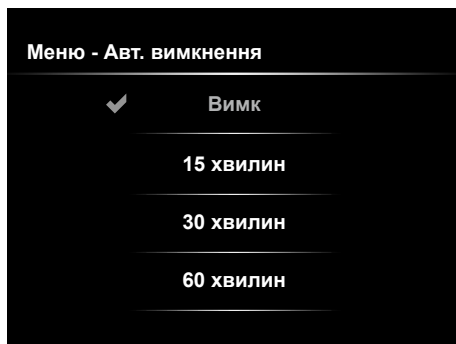 Меню - Авт. вимкнення
Вимк
15 хвилин
30 хвилин
60 хвилин